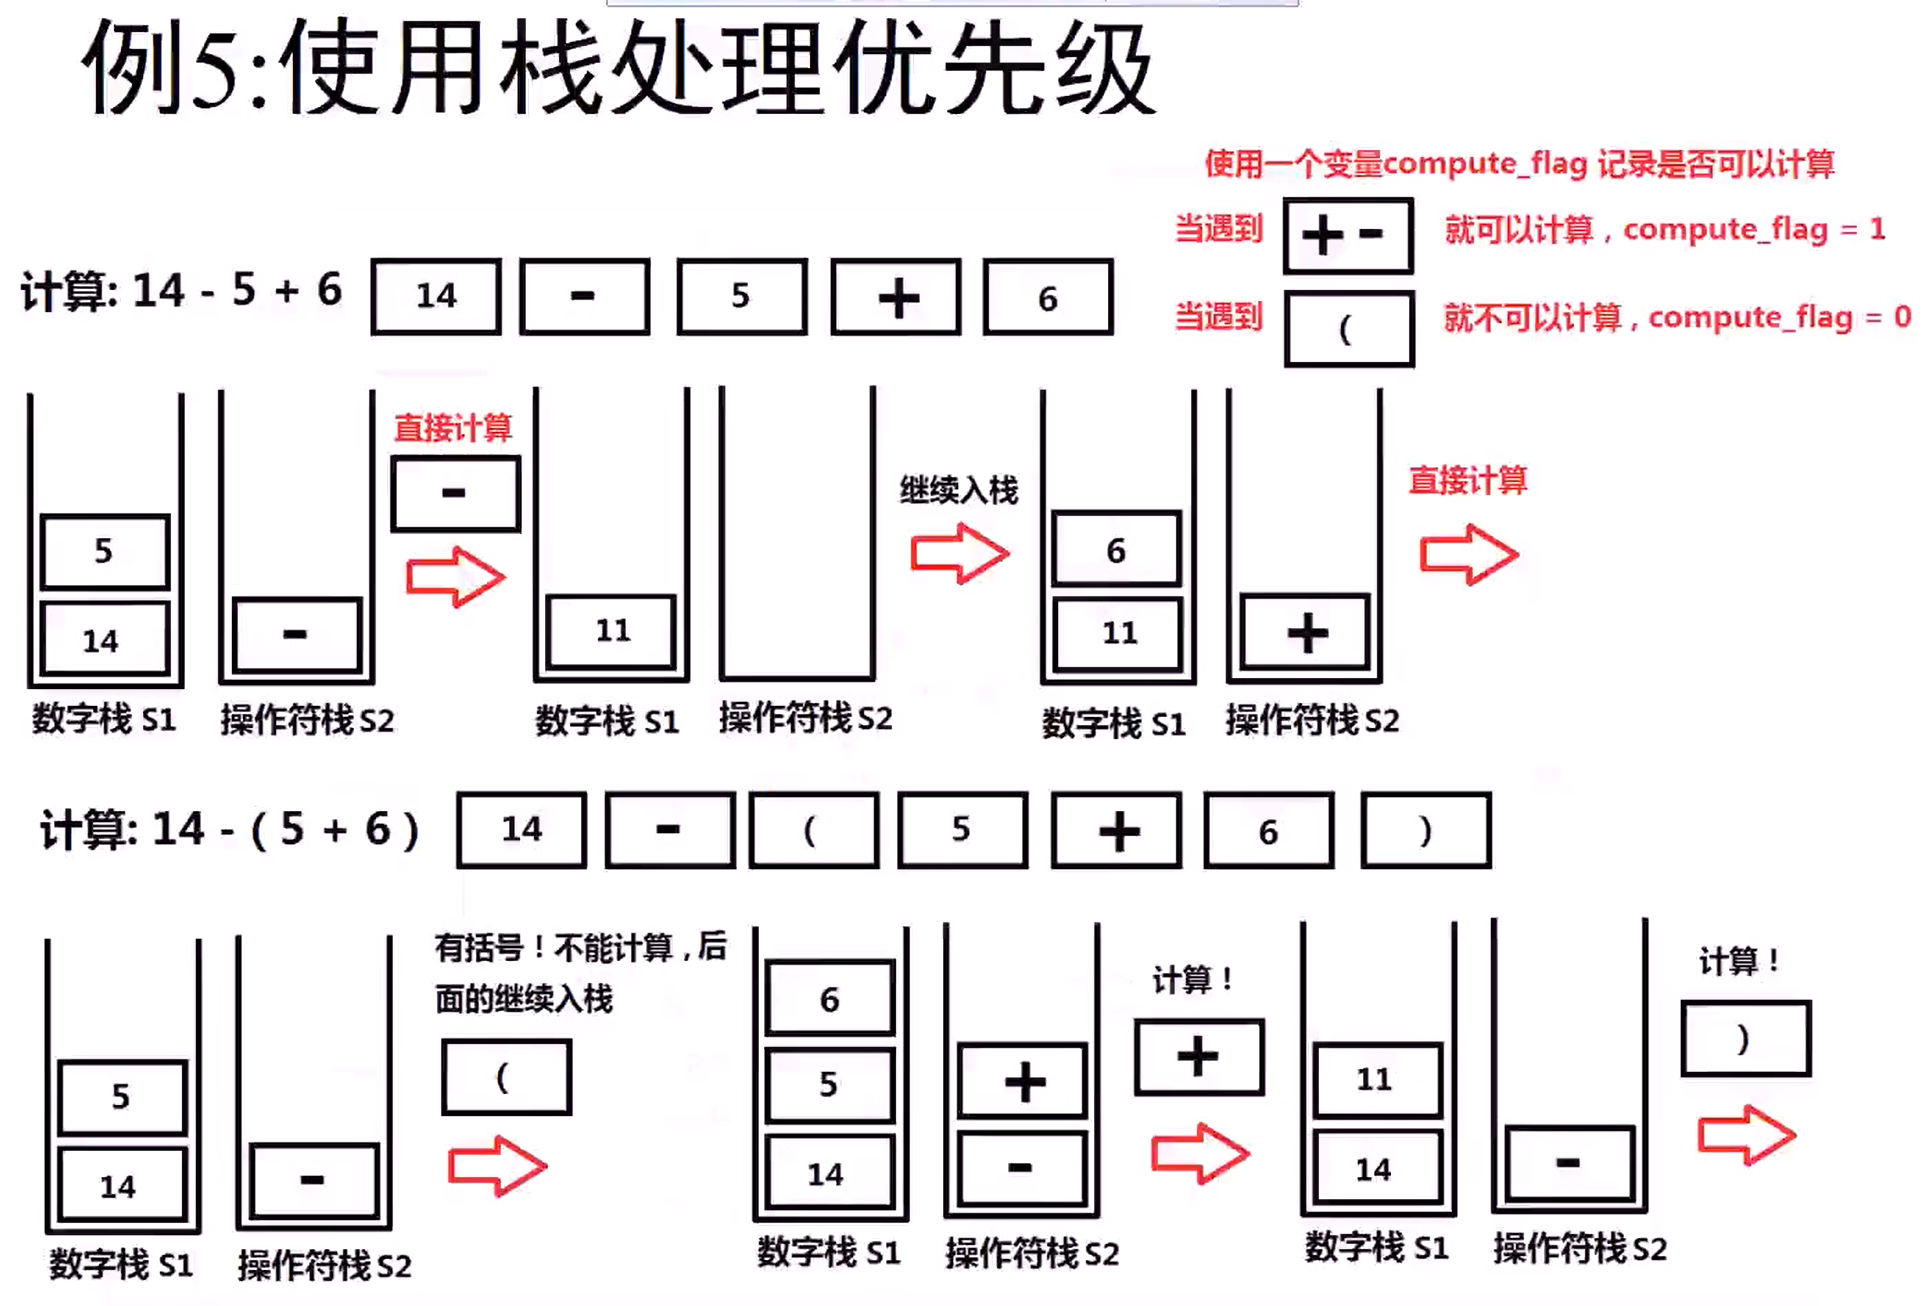 例5:使用栈处理优先级
使用一个变量compute_flag 记录是否可以计算
当遇到 + - 就可以计算，compute_flag = 1
计算: 14 - 5 + 6 14 - 5 + 6
当遇到 ( 就不可以计算，compute_flag = 0
直接计算
-
继续入栈
直接计算
5 6
14 - 11 11 +
数字栈 S1 操作符栈 S2 数字栈 S1 操作符栈 S2 数字栈 S1 操作符栈 S2
计算: 14 - ( 5 + 6 ) 14 - ( 5 + 6 )
有括号！不能计算，后
面的继续入栈
(
计算！
+
计算！
)
6
5 5 + 11
14 - 14 - 14 -
数字栈 S1 操作符栈 S2 数字栈 S1 操作符栈 S2 数字栈 S1 操作符栈 S2